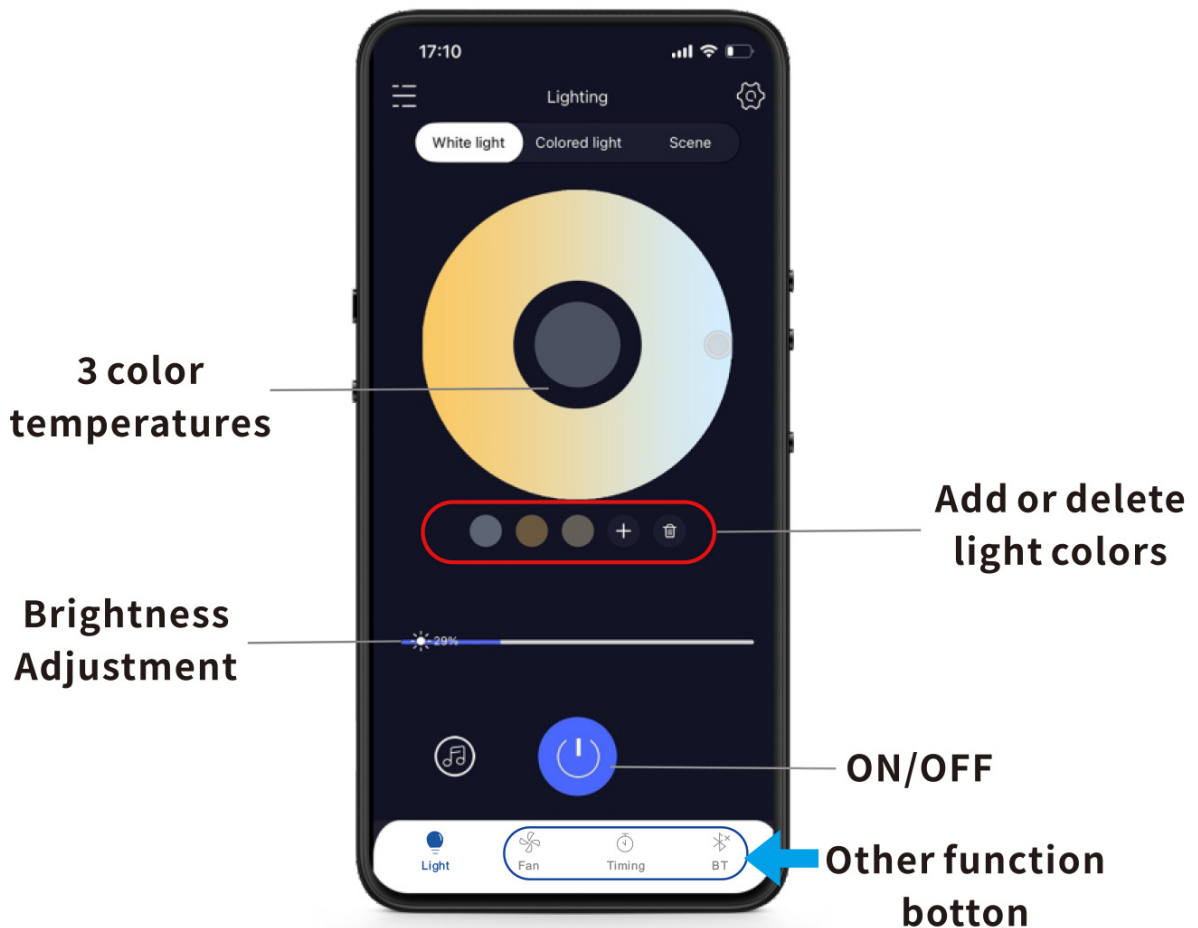 17:10
Lighting
White light
Colored light
Scene
3 color
temperatures
Add or delete
light colors
Brightness
Adjustment
29%
ON/OFF
Light
Fan
Timing
BT
Other function
botton